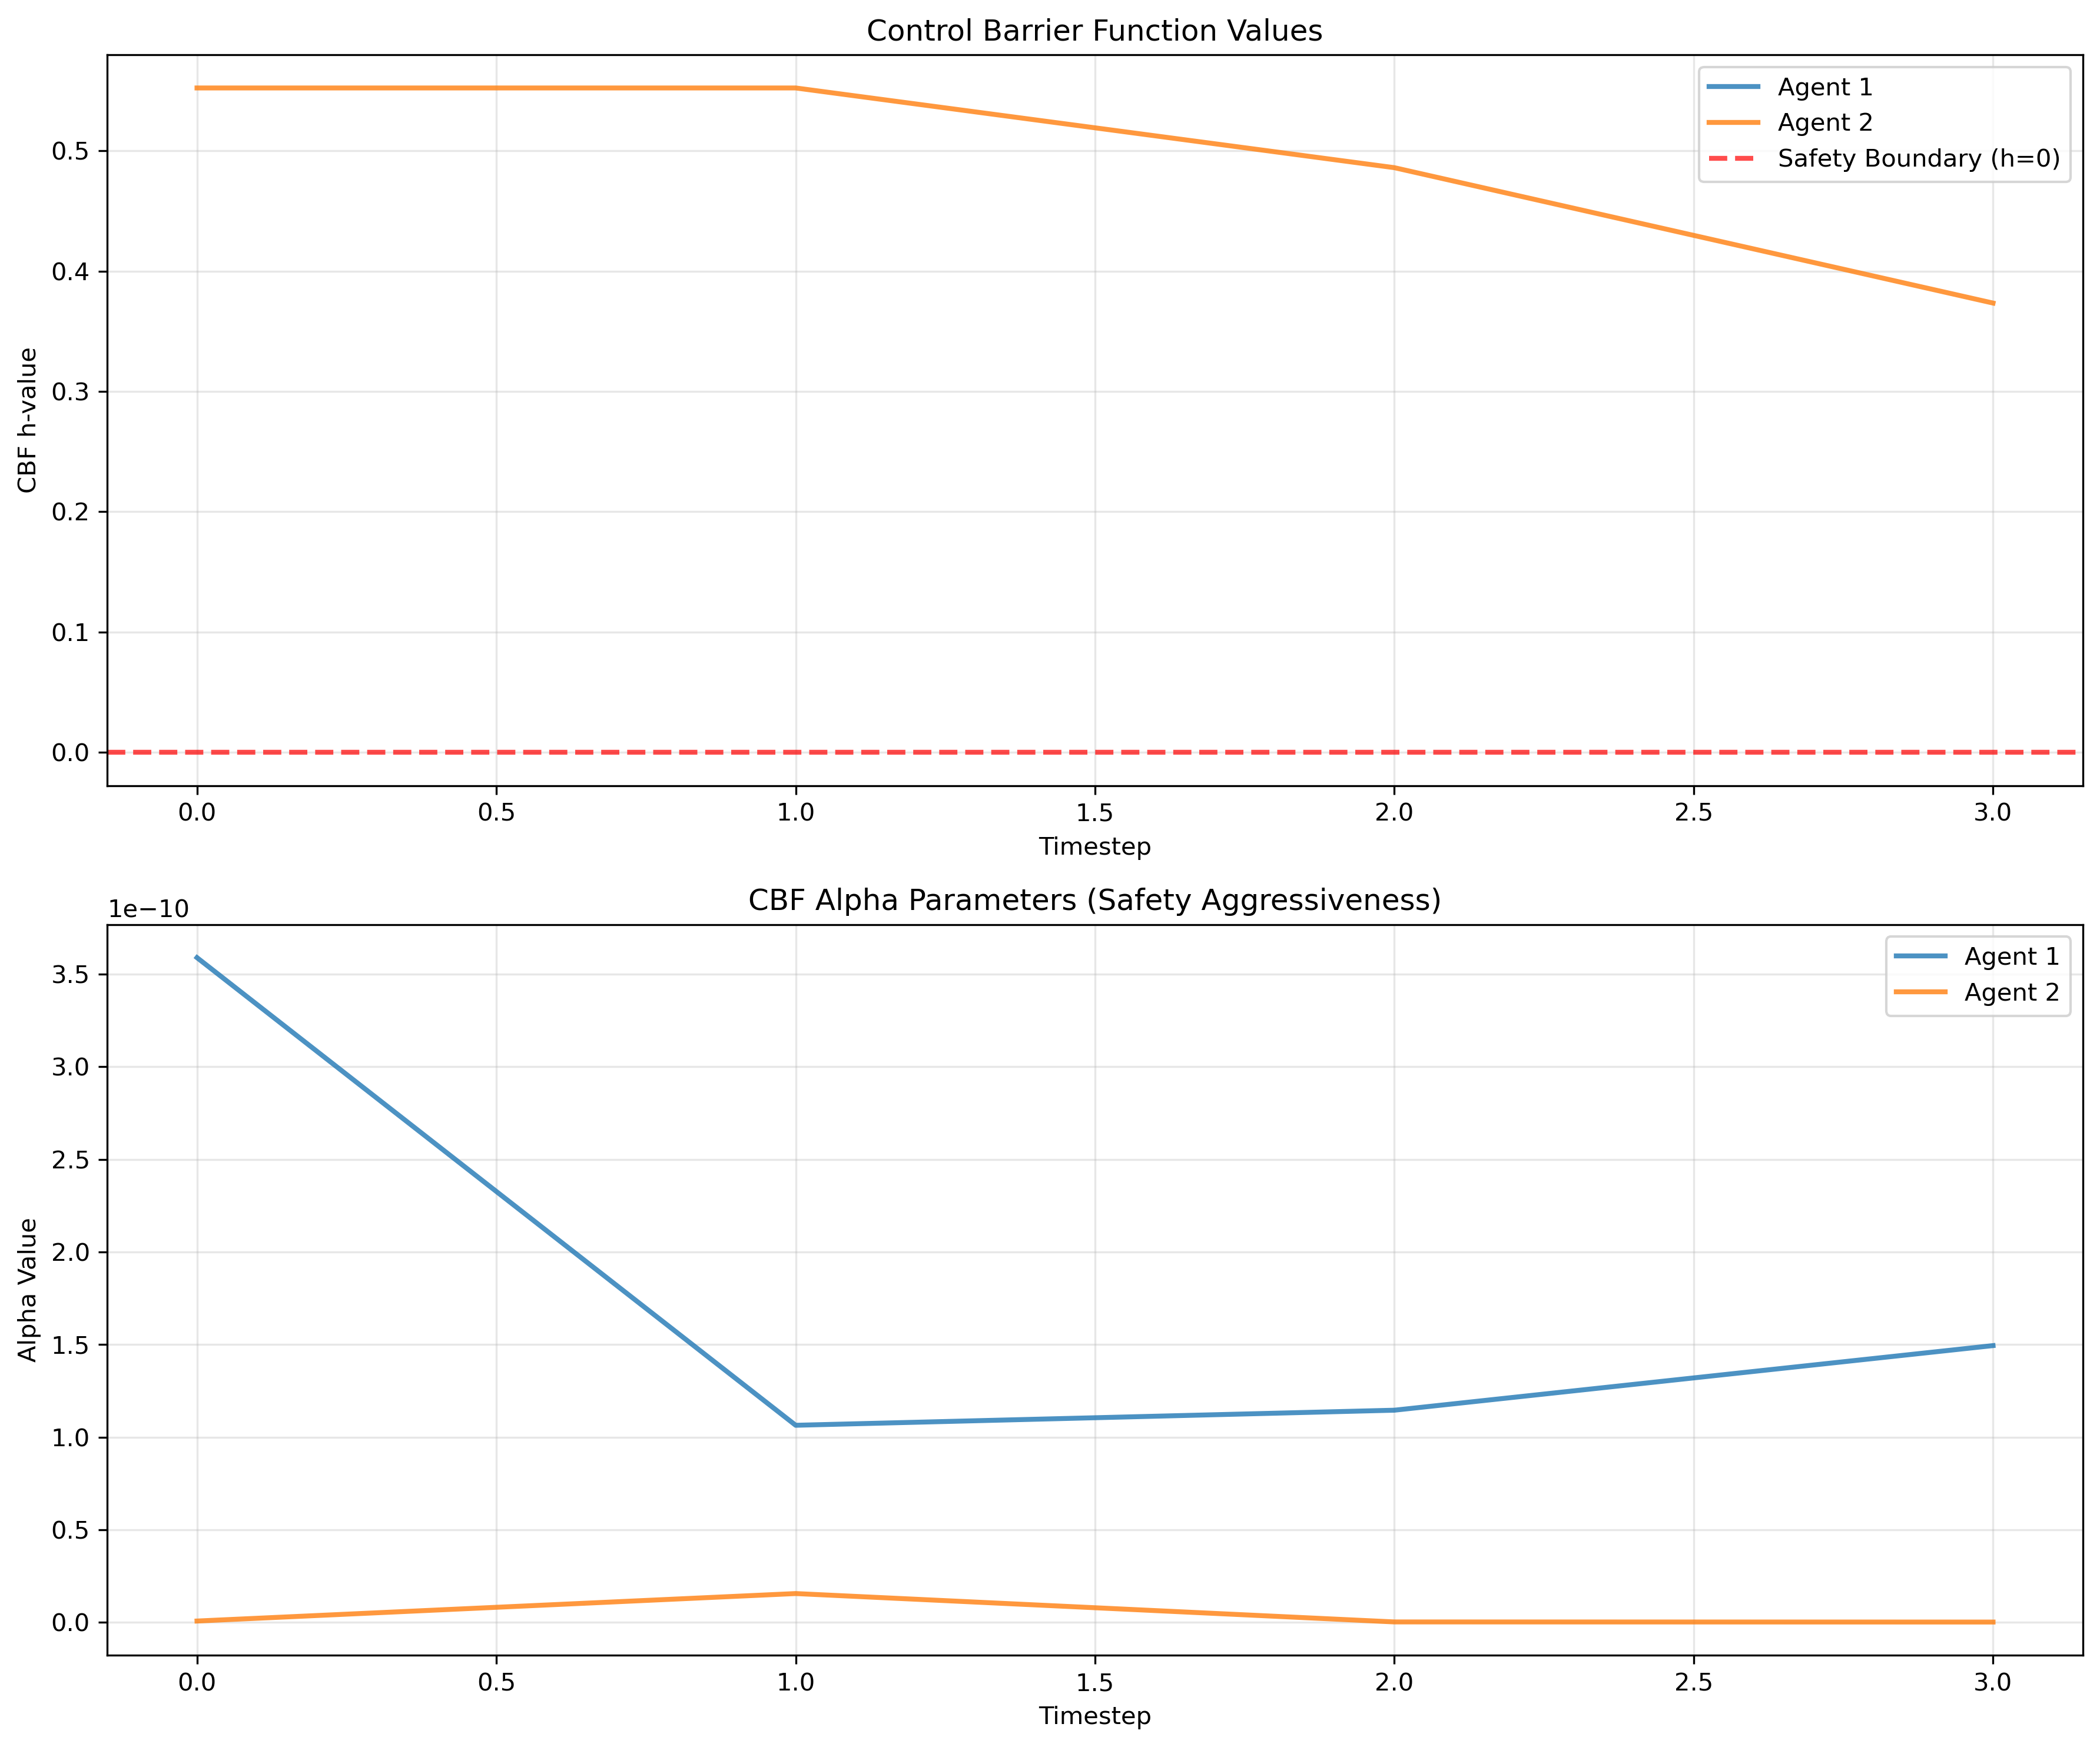 Control Barrier Function Values
Agent 1
Agent 2
Safety Boundary (h=0)
CBF h-value
0.5
0.4
0.3
0.2
0.1
0.0
0.0 0.5 1.0 1.5 2.0 2.5 3.0
Timestep
CBF Alpha Parameters (Safety Aggressiveness)
1e−10
Agent 1
Agent 2
Alpha Value
3.5
3.0
2.5
2.0
1.5
1.0
0.5
0.0
0.0 0.5 1.0 1.5 2.0 2.5 3.0
Timestep